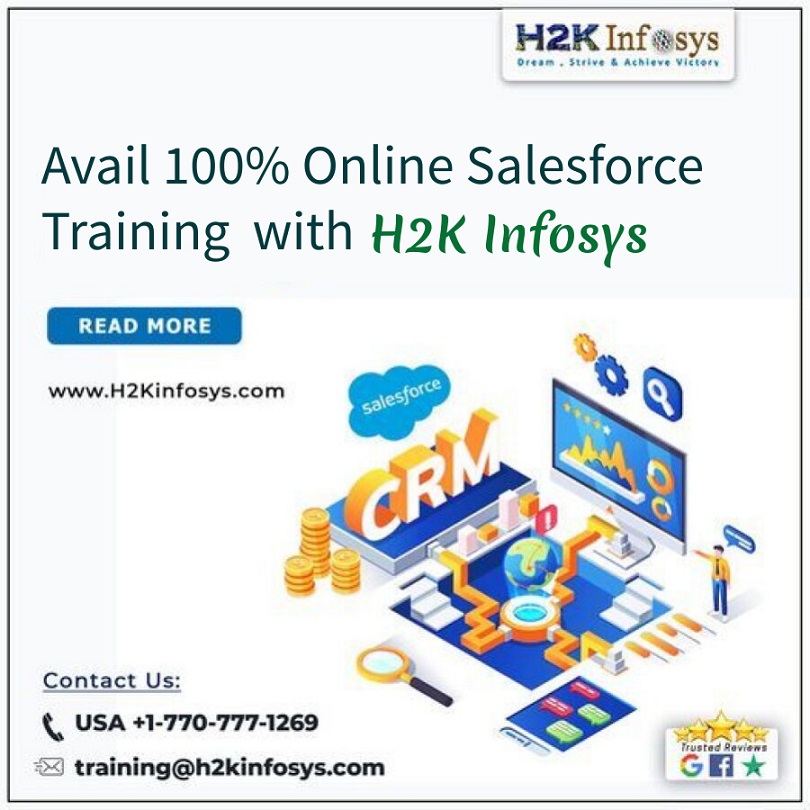 H2K Infosys
Dream . Strive & Achieve Victory
Avail 100% Online Salesforce
Training with H2K Infosys
READ MORE
www.H2Kinfosys.com
salesforce
CRM
Contact Us:
USA +1-770-777-1269
training@h2kinfosys.com
Trusted Reviews